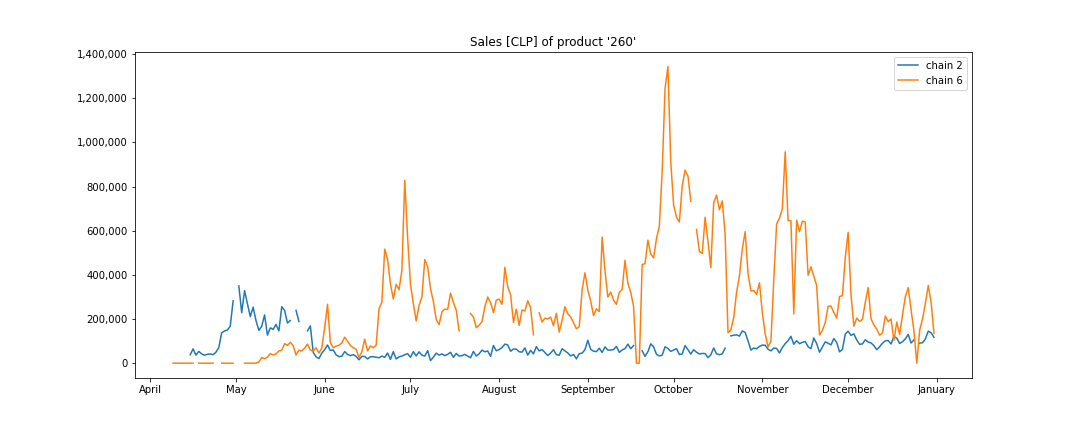 Sales [CLP] of product '260'
chain 2
chain 6
1,400,000
1,200,000
1,000,000
800,000
600,000
400,000
200,000
0
April May June July August September October November December January